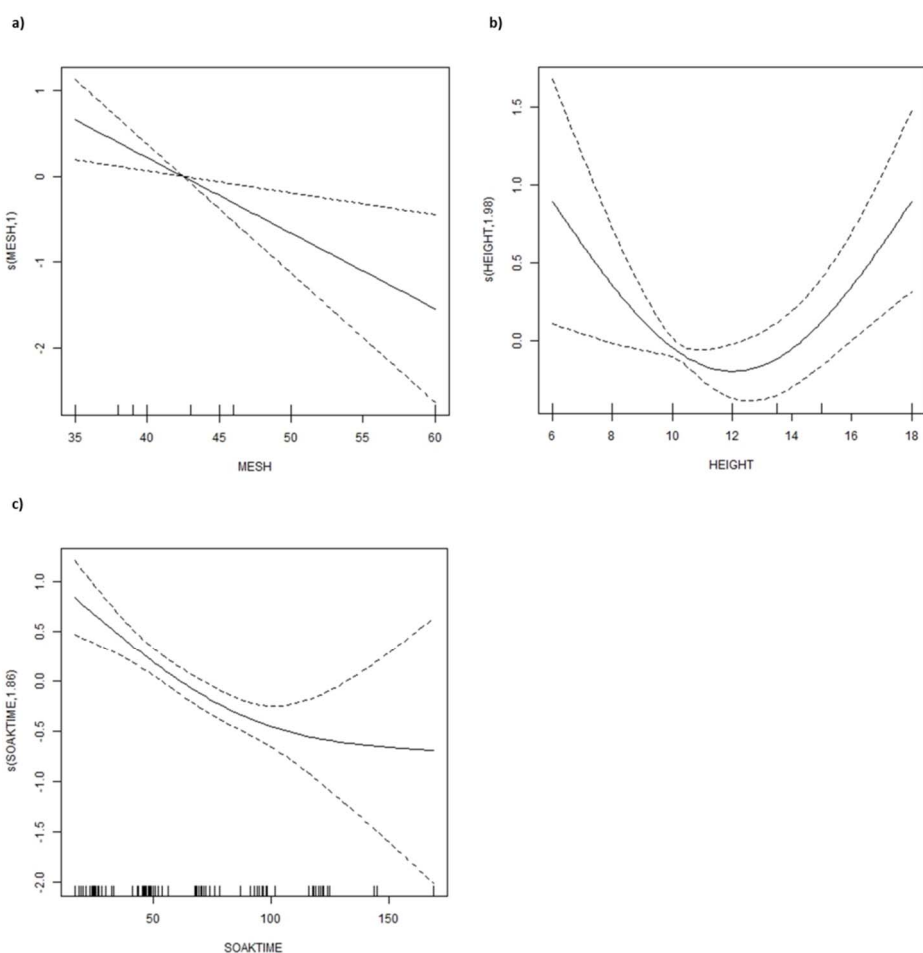 a)
1
0
-1
-2
s(MESH,1)
35 40 45 50 55 60
MESH
b)
1.5
1.0
0.5
0.0
s(HEIGHT,1.98)
6 8 10 12 14 16 18
HEIGHT
c)
1.0
0.5
0.0
-0.5
-1.0
-1.5
-2.0
s(SOAKTIME,1.86)
50 100 150
SOAKTIME